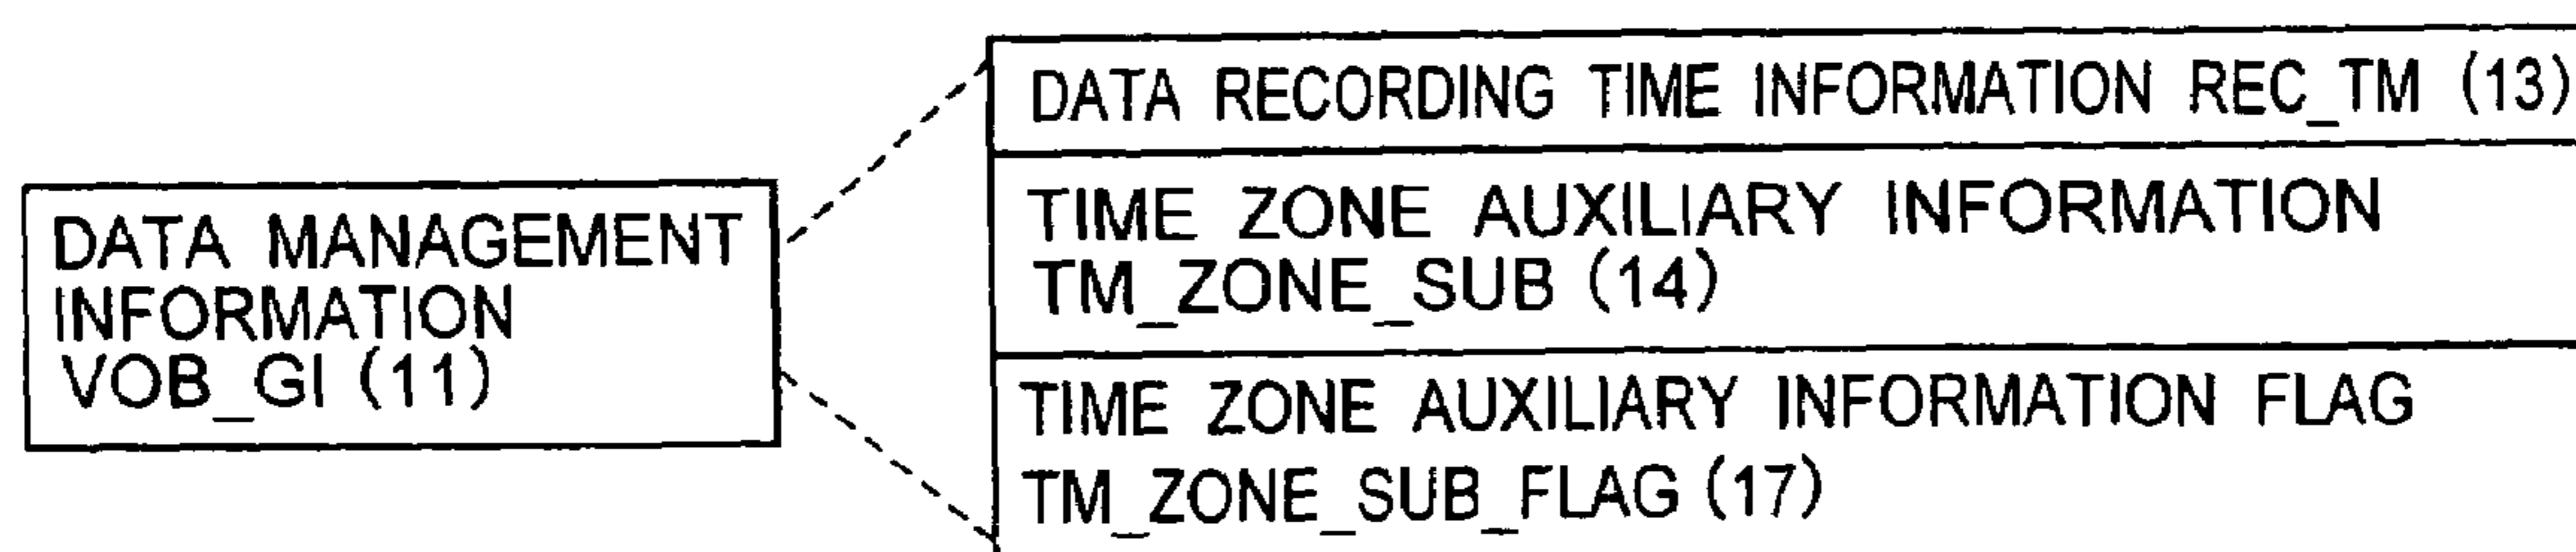 DATA MANAGEMENT
INFORMATION
VOB_GI (11)
DATA RECORDING TIME INFORMATION REC_TM (13)
TIME ZONE AUXILIARY INFORMATION
TM_ZONE_SUB (14)
TIME ZONE AUXILIARY INFORMATION FLAG
TM_ZONE_SUB_FLAG (17)